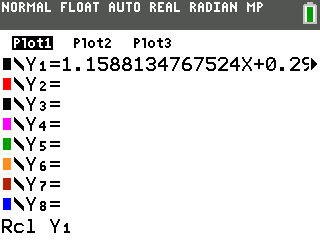 NORMAL FLOAT AUTO REAL RADIAN MP
Plot1 Plot2 Plot3
\Y₁=1.1588134767524X+0.29
\Y₂=
\Y₃=
\Y₄=
\Y₅=
\Y₆=
\Y₇=
\Y₈=
Rcl Y₁